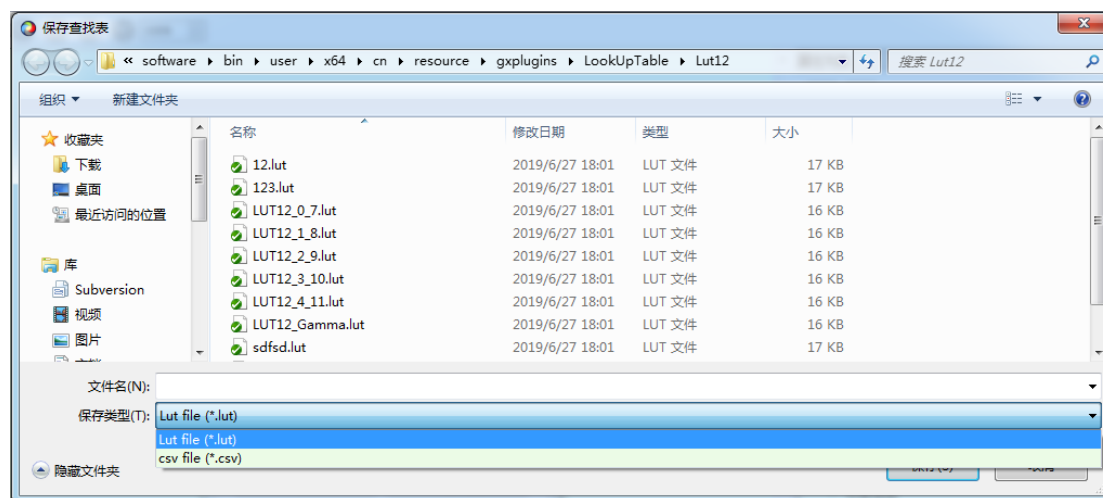 保存查找表
« software ▸ bin ▸ user ▸ x64 ▸ cn ▸ resource ▸ gxplugins ▸ LookUpTable ▸ Lut12
搜索 Lut12
组织 新建文件夹
收藏夹
下载
桌面
最近访问的位置
库
Subversion
视频
图片
名称 修改日期 类型 大小
12.lut 2019/6/27 18:01 LUT 文件 17 KB
123.lut 2019/6/27 18:01 LUT 文件 17 KB
LUT12_0_7.lut 2019/6/27 18:01 LUT 文件 16 KB
LUT12_1_8.lut 2019/6/27 18:01 LUT 文件 16 KB
LUT12_2_9.lut 2019/6/27 18:01 LUT 文件 16 KB
LUT12_3_10.lut 2019/6/27 18:01 LUT 文件 16 KB
LUT12_4_11.lut 2019/6/27 18:01 LUT 文件 16 KB
LUT12_Gamma.lut 2019/6/27 18:01 LUT 文件 16 KB
sdfsd.lut 2019/6/27 18:01 LUT 文件 17 KB
文件名(N):
保存类型(T): Lut file (*.lut)
Lut file (*.lut)
csv file (*.csv)
隐藏文件夹